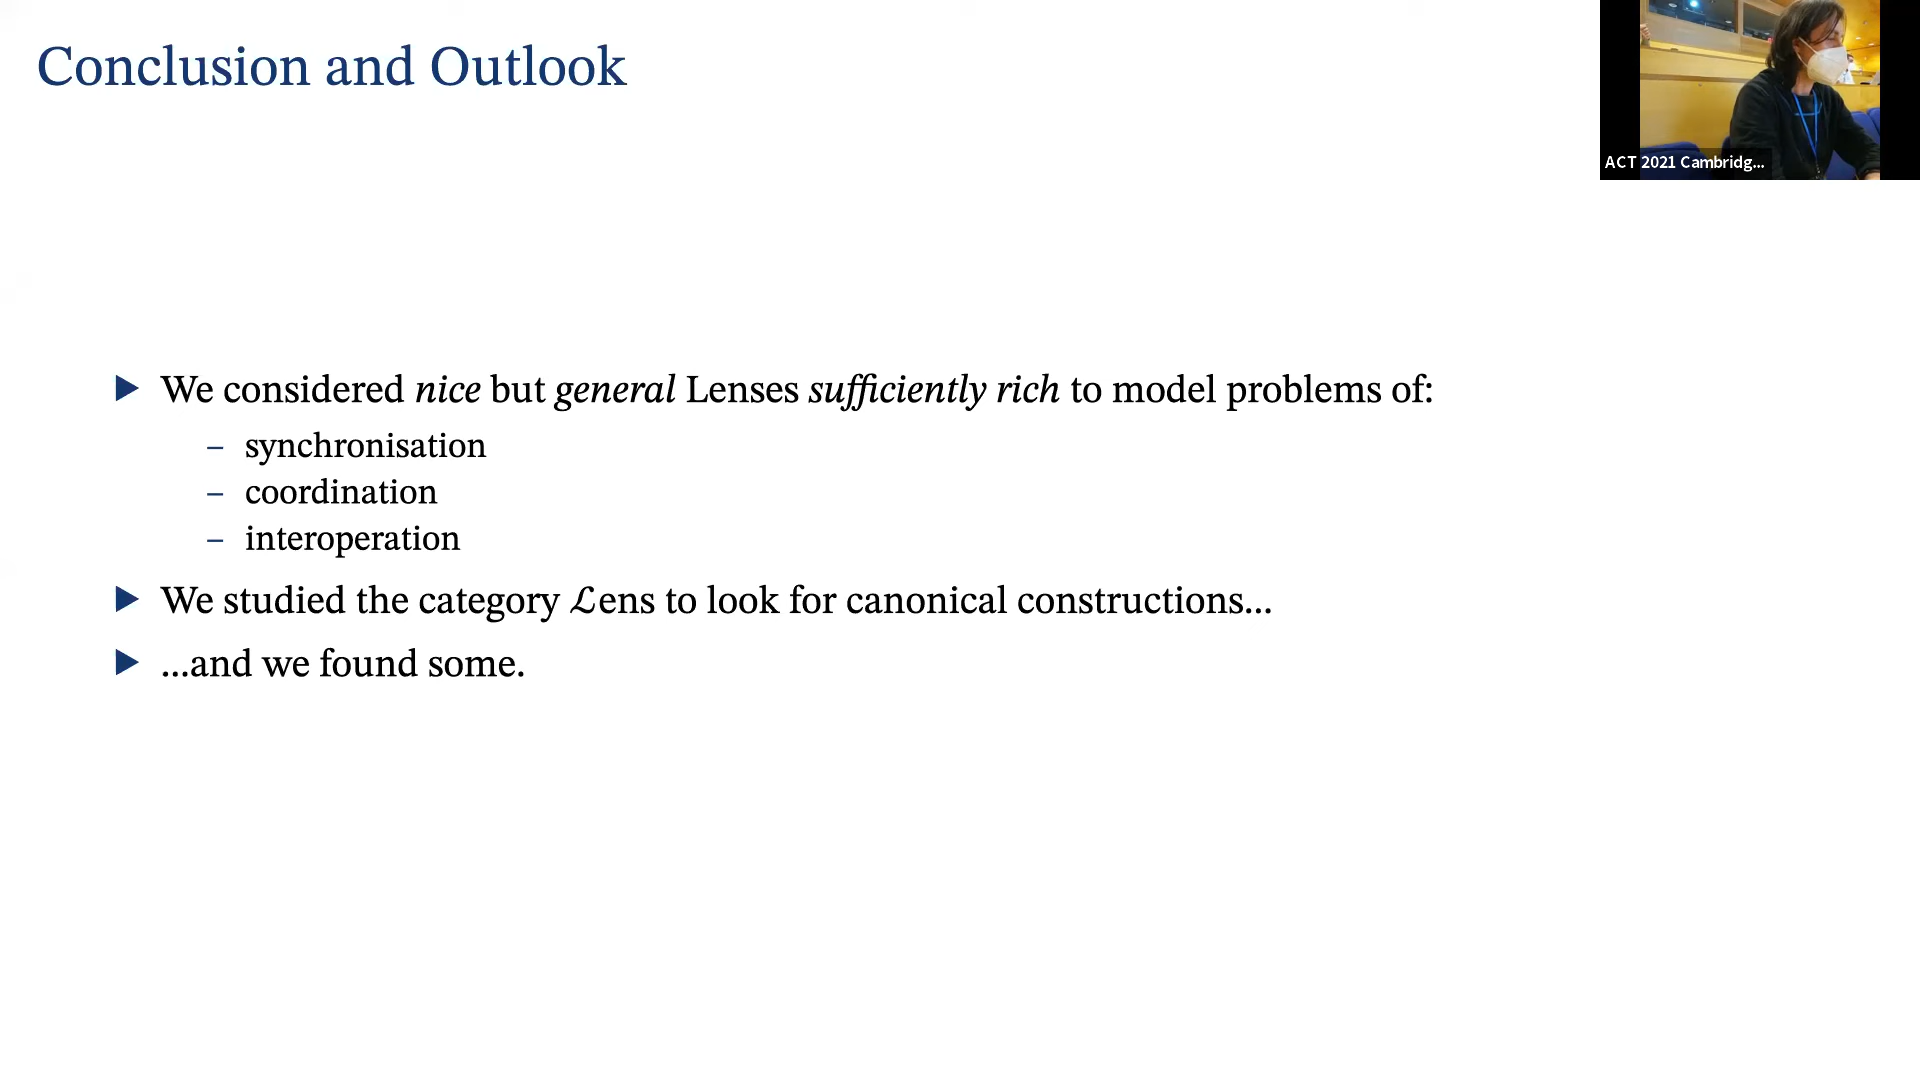 Conclusion and Outlook
ACT 2021 Cambridg...
▶ We considered nice but general Lenses sufficiently rich to model problems of:
– synchronisation
– coordination
– interoperation
▶ We studied the category ℒens to look for canonical constructions...
▶ ...and we found some.